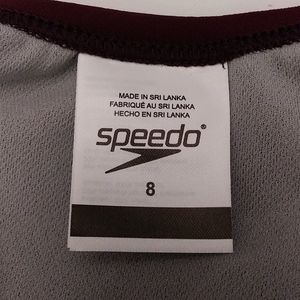 MADE IN SRI LANKA
FABRIQUÉ AU SRI LANKA
HECHO EN SRI LANKA
speedo®
8